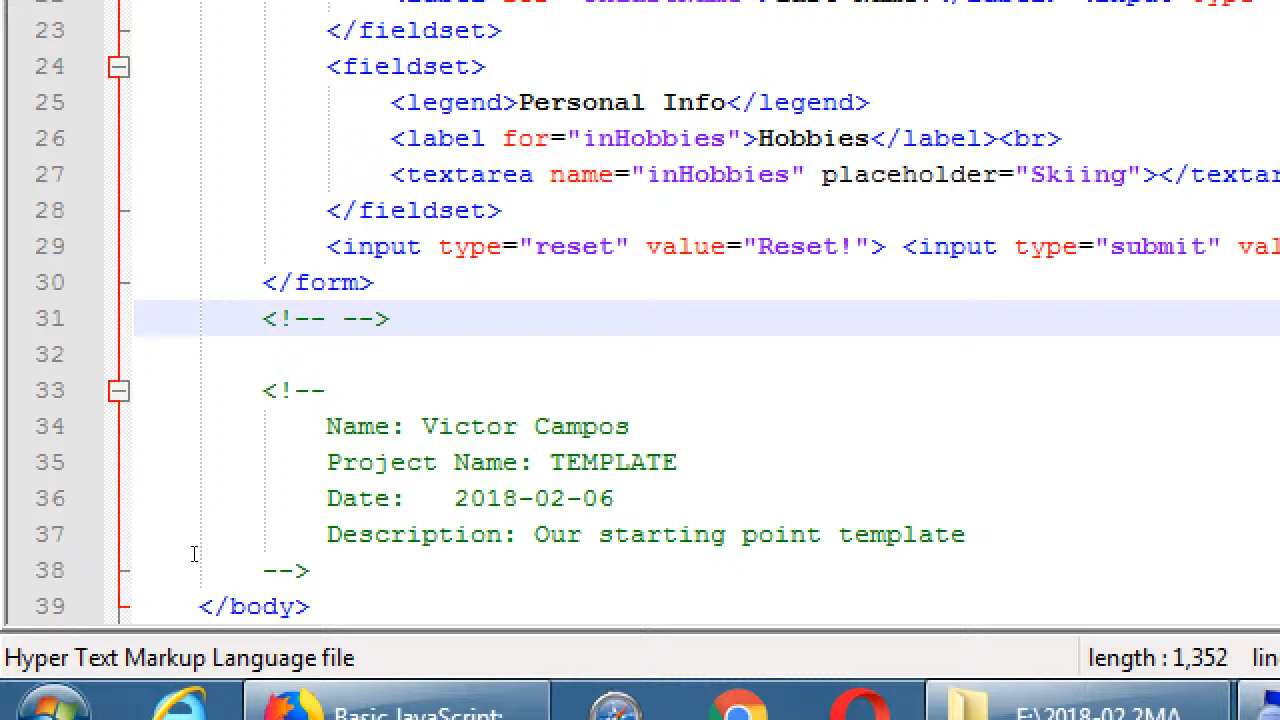 23 </fieldset>
24 <fieldset>
25 <legend>Personal Info</legend>
26 <label for="inHobbies">Hobbies</label><br>
27 <textarea name="inHobbies" placeholder="Skiing"></textar
28 </fieldset>
29 <input type="reset" value="Reset!"> <input type="submit" val
30 </form>
31 <!-- -->
32
33 <!--
34 Name: Victor Campos
35 Project Name: TEMPLATE
36 Date: 2018-02-06
37 Description: Our starting point template
38 -->
39 </body>
Hyper Text Markup Language file length : 1,352 lin
Basic JavaScript: E:\2018-02 2MA